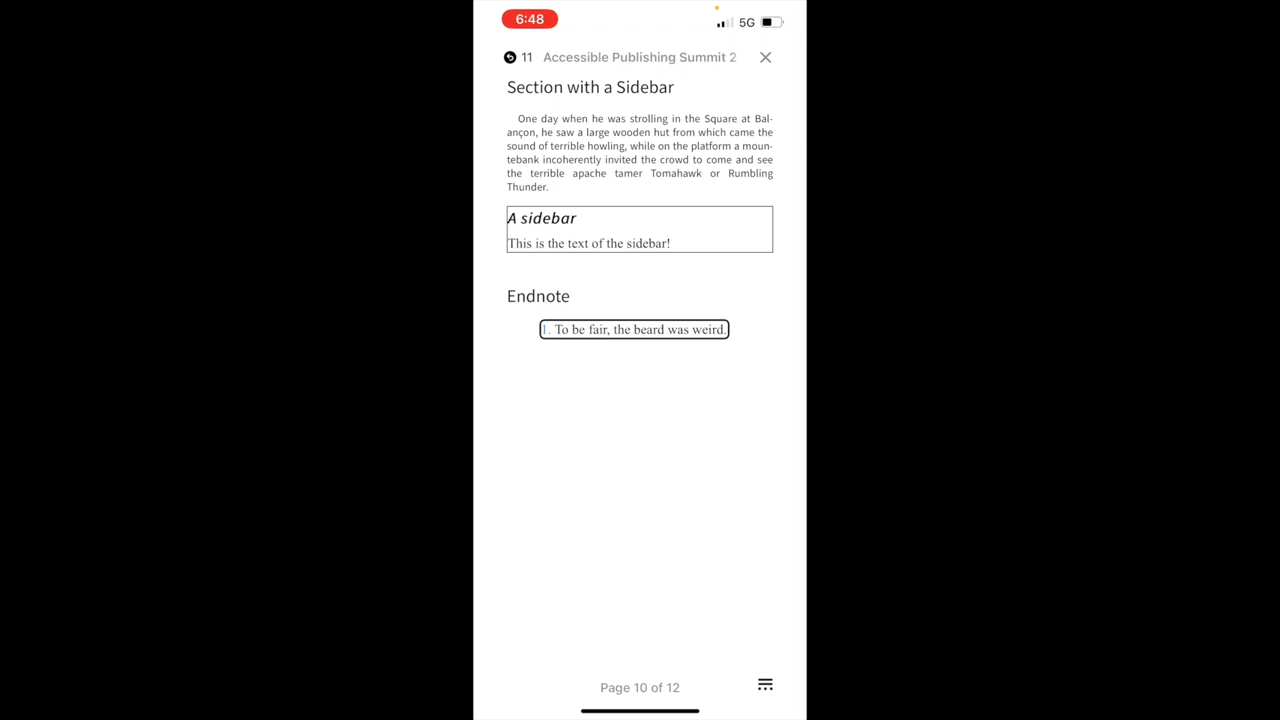 6:48
5G
11 Accessible Publishing Summit 2
Section with a Sidebar
One day when he was strolling in the Square at Bal-
ançon, he saw a large wooden hut from which came the
sound of terrible howling, while on the platform a moun-
tebank incoherently invited the crowd to come and see
the terrible apache tamer Tomahawk or Rumbling
Thunder.
A sidebar
This is the text of the sidebar!
Endnote
1. To be fair, the beard was weird.
Page 10 of 12